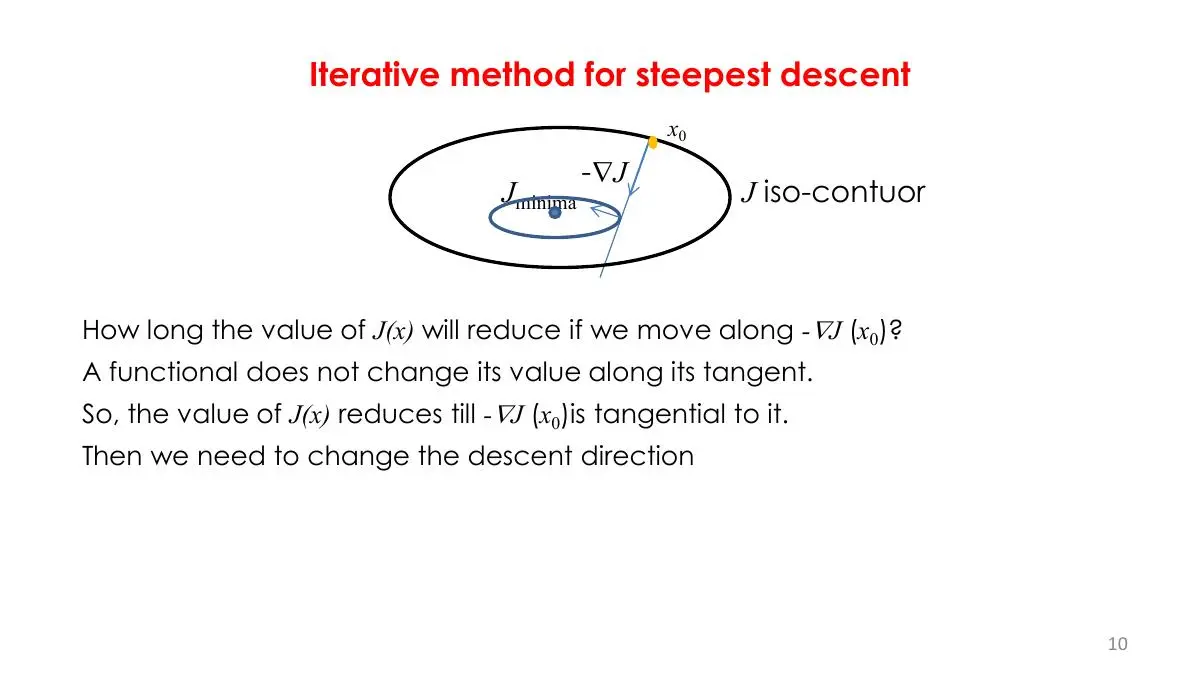 Iterative method for steepest descent
x₀
-∇J
J iso-contuor
Jminima
How long the value of J(x) will reduce if we move along -∇J (x₀)?
A functional does not change its value along its tangent.
So, the value of J(x) reduces till -∇J (x₀)is tangential to it.
Then we need to change the descent direction
10